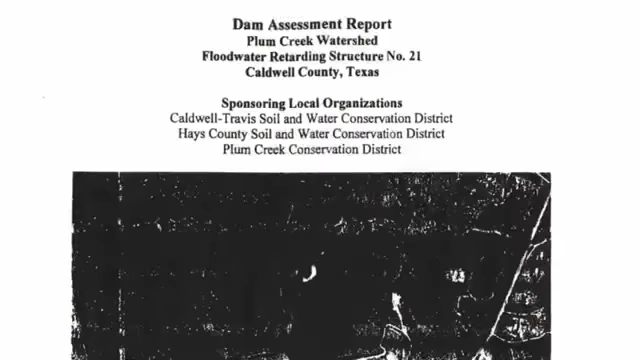 Dam Assessment Report
Plum Creek Watershed
Floodwater Retarding Structure No. 21
Caldwell County, Texas
Sponsoring Local Organizations
Caldwell-Travis Soil and Water Conservation District
Hays County Soil and Water Conservation District
Plum Creek Conservation District